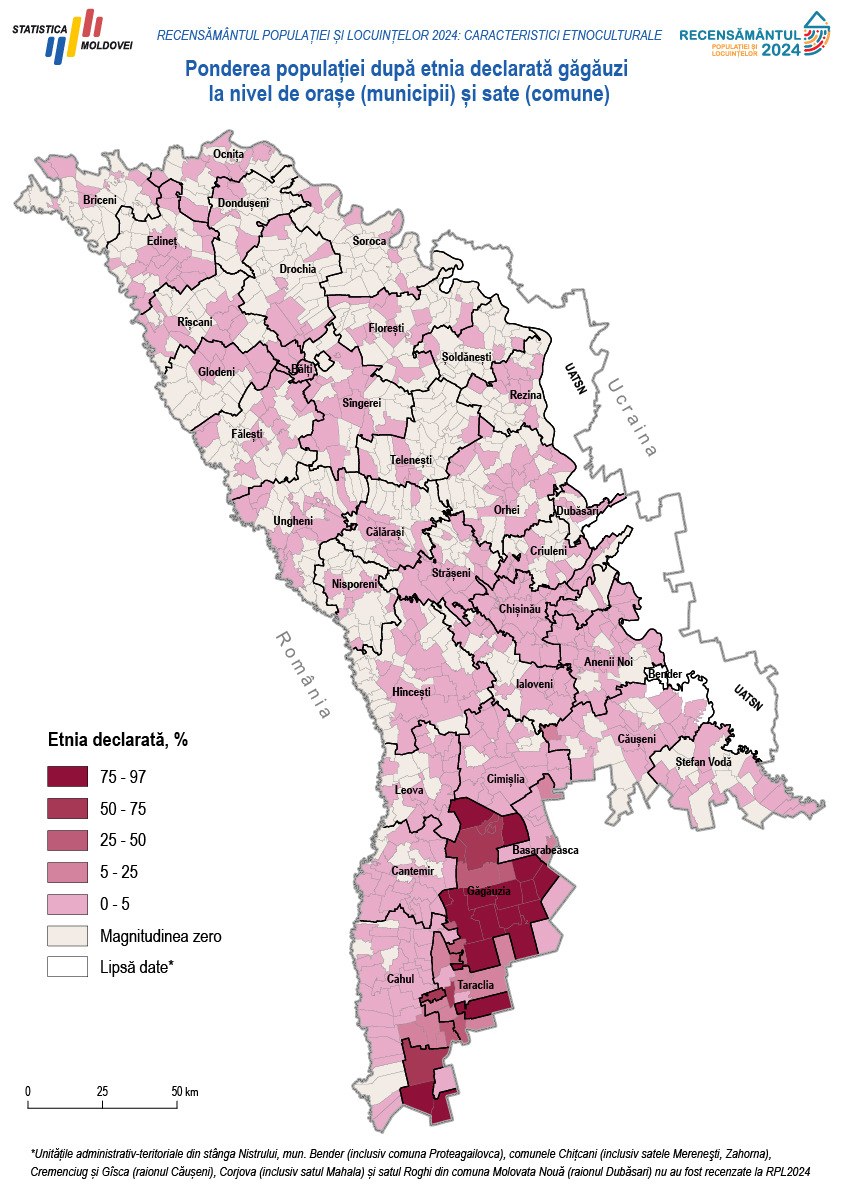 STATISTICA
MOLDOVEI
RECENSĂMÂNTUL POPULAȚIEI ȘI LOCUINȚELOR 2024: CARACTERISTICI ETNOCULTURALE
RECENSĂMÂNTUL
POPULAȚIEI ȘI
LOCUINȚELOR
2024
Ponderea populației după etnia declarată găgăuzi
la nivel de orașe (municipii) și sate (comune)
Ocnița
Briceni
Dondușeni
Edineț
Soroca
Drochia
Rîșcani
Florești
Șoldănești
Glodeni
Bălți
UATSN
Ucraina
Rezina
Sîngerei
Fălești
Telenești
Orhei
Dubăsari
Ungheni
Călărași
Criuleni
Strășeni
Nisporeni
Chișinău
România
Anenii Noi
Bender
Ialoveni
Hîncești
UATSN
Căușeni
Ștefan Vodă
Cimișlia
Leova
Basarabeasca
Cantemir
Găgăuzia
Cahul
Taraclia
Etnia declarată, %
75 - 97
50 - 75
25 - 50
5 - 25
0 - 5
Magnitudinea zero
Lipsă date*
0 25 50 km
*Unitățile administrativ-teritoriale din stânga Nistrului, mun. Bender (inclusiv comuna Proteagailovca), comunele Chițcani (inclusiv satele Mereneşti, Zahorna),
Cremenciug și Gîsca (raionul Căușeni), Corjova (inclusiv satul Mahala) și satul Roghi din comuna Molovata Nouă (raionul Dubăsari) nu au fost recenzate la RPL2024